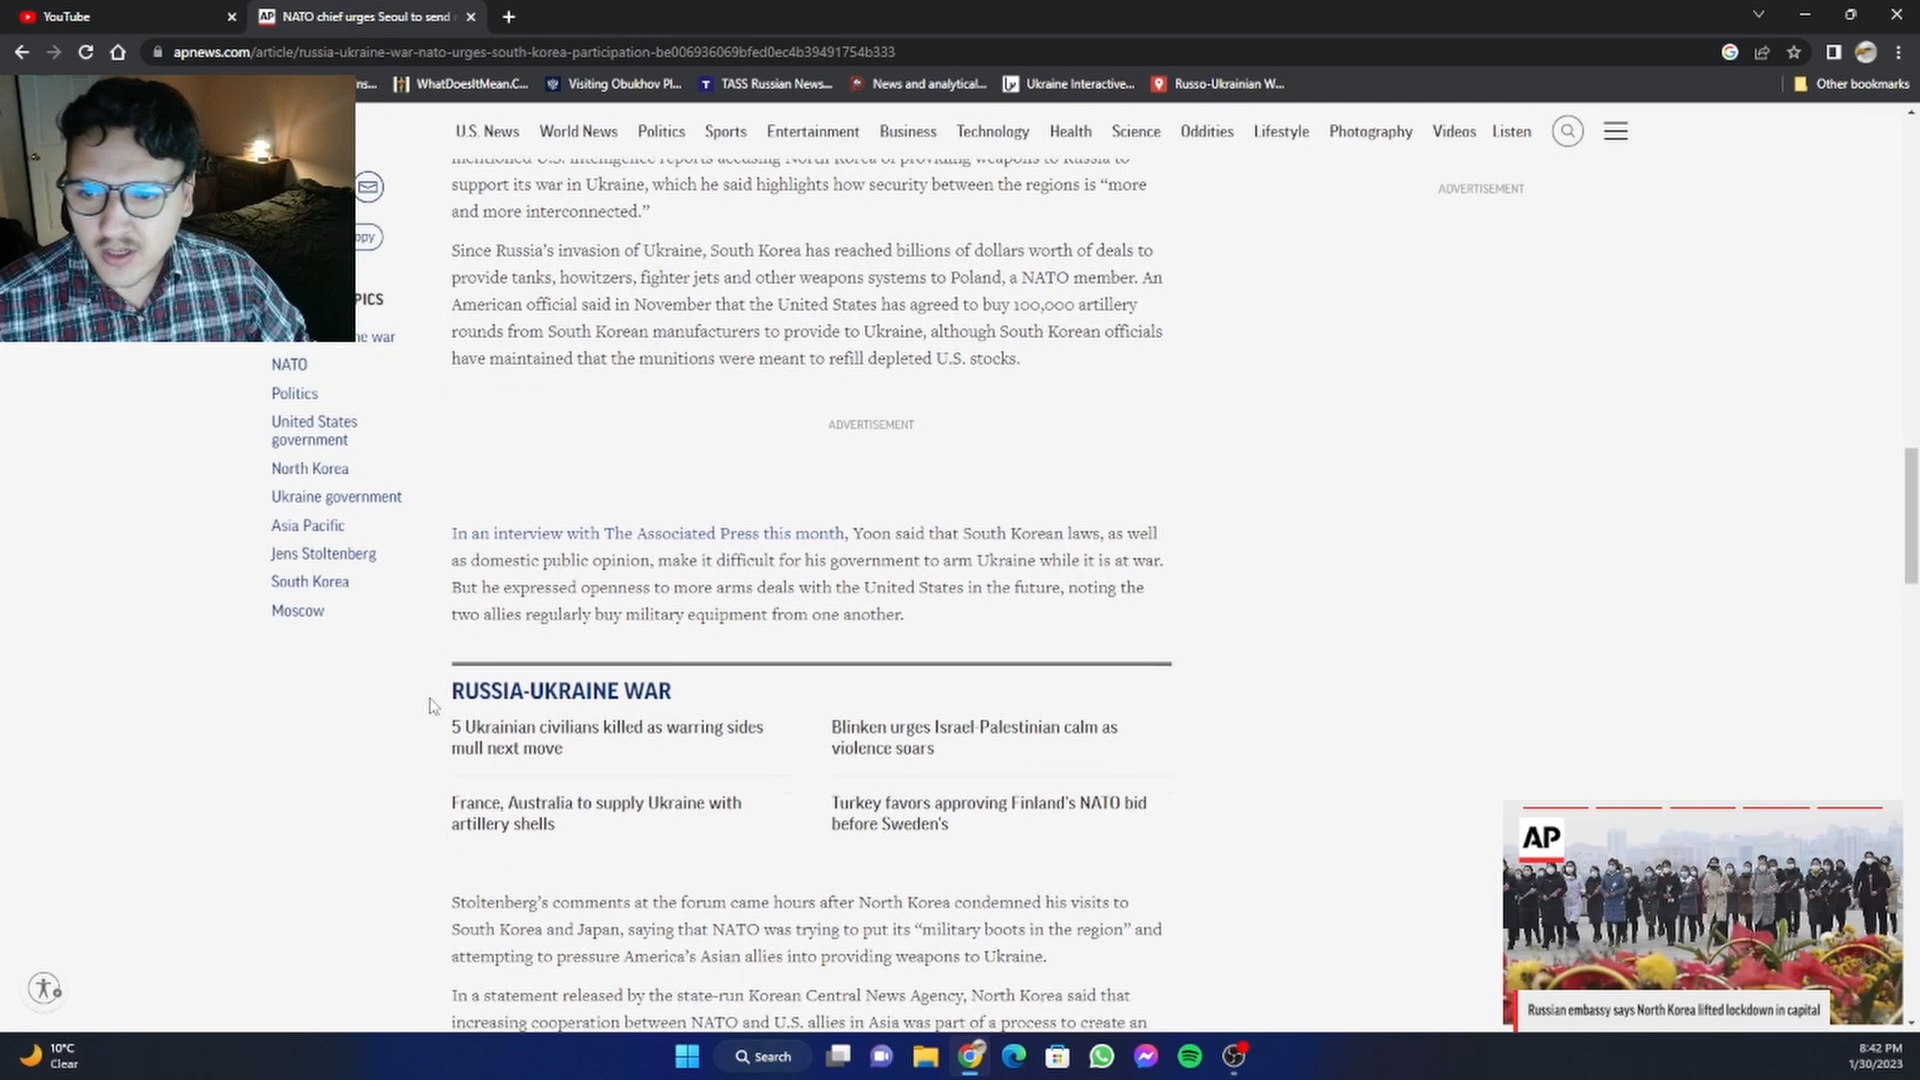 YouTube
AP NATO chief urges Seoul to send
apnews.com/article/russia-ukraine-war-nato-urges-south-korea-participation-be006936069bfed0ec4b39491754b333
ns... WhatDoesItMean.C... Visiting Obukhov Pl... T TASS Russian News... News and analytical... Ukraine Interactive... Russo-Ukrainian W... Other bookmarks
U.S. News World News Politics Sports Entertainment Business Technology Health Science Oddities Lifestyle Photography Videos Listen
mentioned U.S. intelligence reports accusing North Korea of providing weapons to Russia to
support its war in Ukraine, which he said highlights how security between the regions is “more
and more interconnected.”
ADVERTISEMENT
opy
PICS
ne war
NATO
Politics
United States
government
North Korea
Ukraine government
Asia Pacific
Jens Stoltenberg
South Korea
Moscow
Since Russia’s invasion of Ukraine, South Korea has reached billions of dollars worth of deals to
provide tanks, howitzers, fighter jets and other weapons systems to Poland, a NATO member. An
American official said in November that the United States has agreed to buy 100,000 artillery
rounds from South Korean manufacturers to provide to Ukraine, although South Korean officials
have maintained that the munitions were meant to refill depleted U.S. stocks.
ADVERTISEMENT
In an interview with The Associated Press this month, Yoon said that South Korean laws, as well
as domestic public opinion, make it difficult for his government to arm Ukraine while it is at war.
But he expressed openness to more arms deals with the United States in the future, noting the
two allies regularly buy military equipment from one another.
RUSSIA-UKRAINE WAR
5 Ukrainian civilians killed as warring sides
mull next move
Blinken urges Israel-Palestinian calm as
violence soars
France, Australia to supply Ukraine with
artillery shells
Turkey favors approving Finland's NATO bid
before Sweden's
Stoltenberg’s comments at the forum came hours after North Korea condemned his visits to
South Korea and Japan, saying that NATO was trying to put its “military boots in the region” and
attempting to pressure America’s Asian allies into providing weapons to Ukraine.
In a statement released by the state-run Korean Central News Agency, North Korea said that
increasing cooperation between NATO and U.S. allies in Asia was part of a process to create an
AP
Russian embassy says North Korea lifted lockdown in capital
10°C
Clear
Search
8:42 PM
1/30/2023